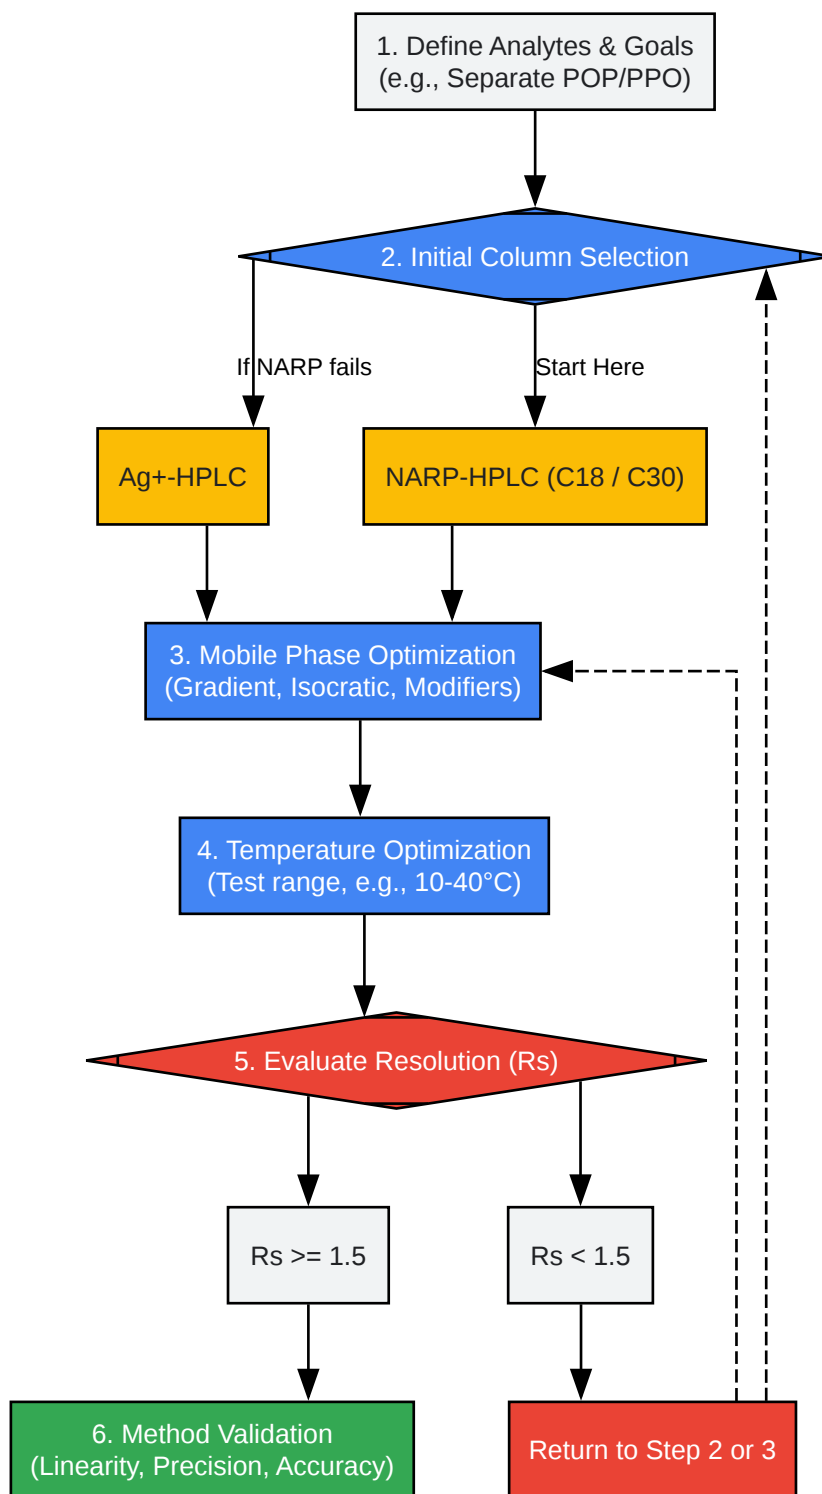 1. Define Analytes & Goals
(e.g., Separate POP/PPO)
2. Initial Column Selection
If NARP fails
Start Here
Ag+-HPLC
NARP-HPLC (C18 / C30)
3. Mobile Phase Optimization
(Gradient, Isocratic, Modifiers)
4. Temperature Optimization
(Test range, e.g., 10-40°C)
5. Evaluate Resolution (Rs)
Rs >= 1.5
Rs < 1.5
6. Method Validation
(Linearity, Precision, Accuracy)
Return to Step 2 or 3